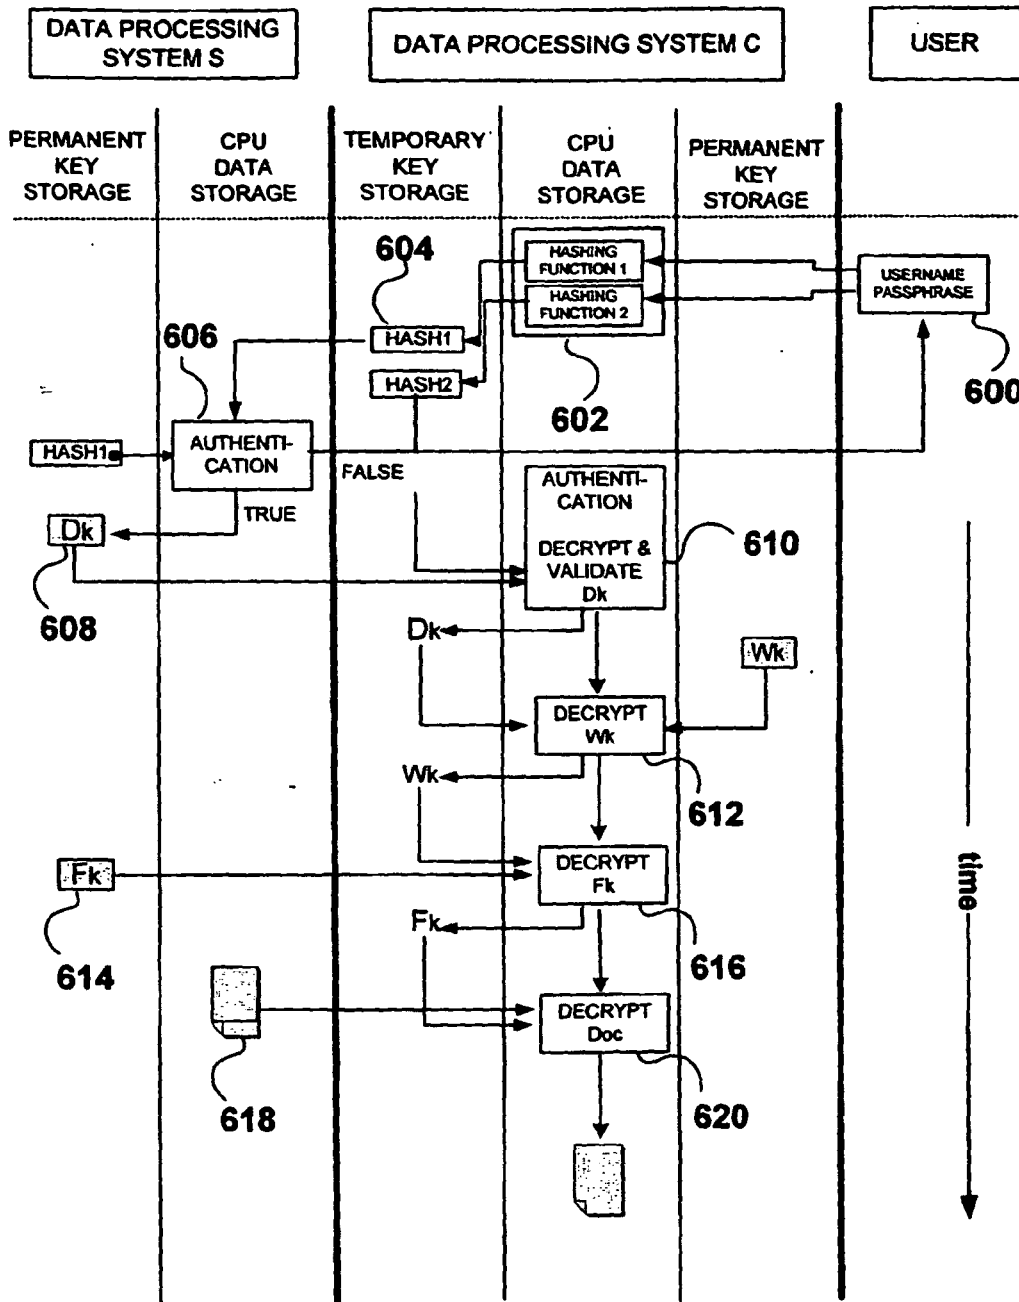 DATA PROCESSING
SYSTEM S
DATA PROCESSING SYSTEM C
USER
PERMANENT
KEY
STORAGE
CPU
DATA
STORAGE
TEMPORARY
KEY
STORAGE
CPU
DATA
STORAGE
PERMANENT
KEY
STORAGE
604
HASHING
FUNCTION 1
HASHING
FUNCTION 2
USERNAME
PASSPHRASE
606
HASH1
HASH2
602
600
HASH1
AUTHENTI-
CATION
FALSE
TRUE
AUTHENTI-
CATION
DECRYPT &
VALIDATE
Dk
610
Dk
608
Dk
Wk
DECRYPT
Wk
Wk
612
time
Fk
DECRYPT
Fk
614
Fk
616
DECRYPT
Doc
618
620